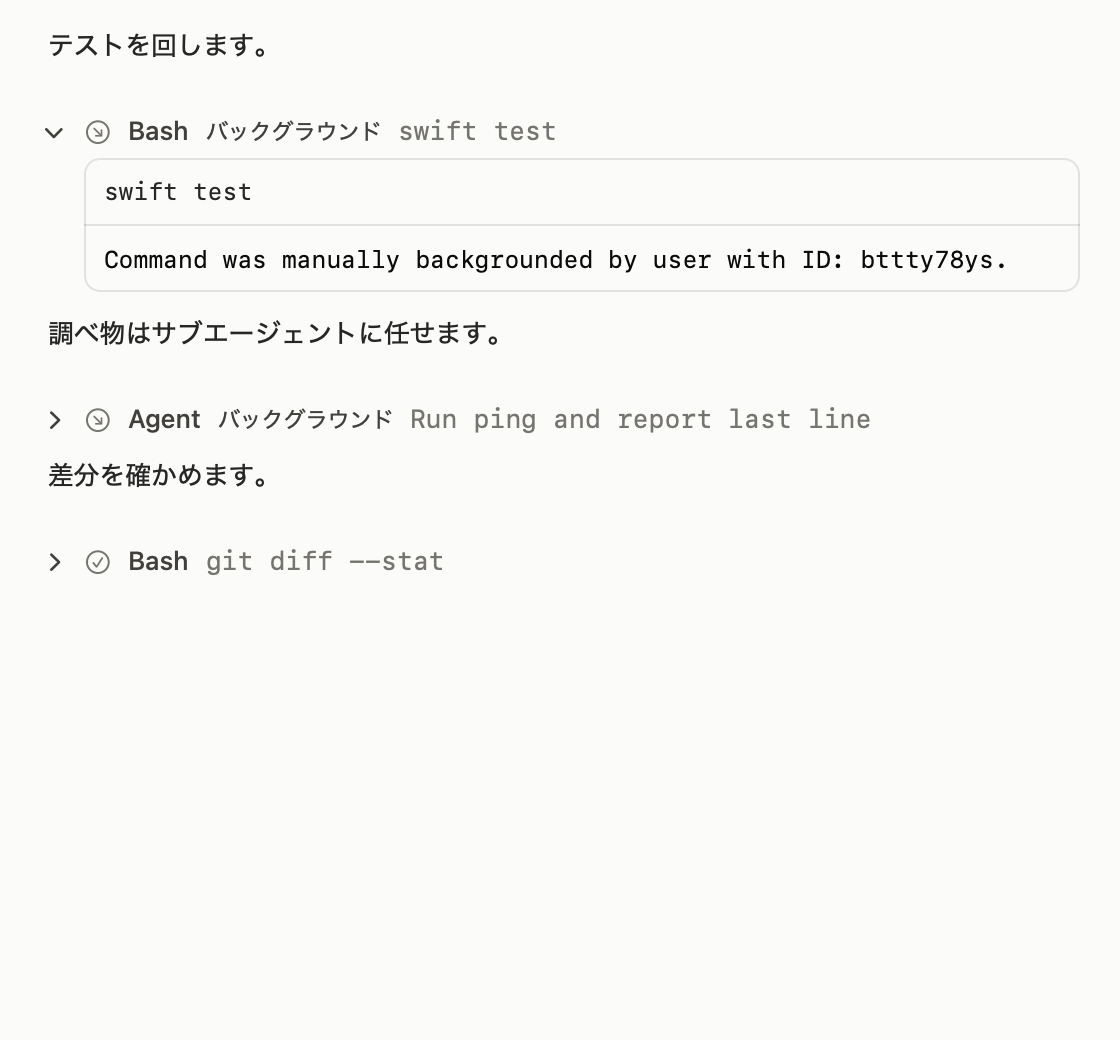 テストを回します。
Bash バックグラウンド swift test
swift test
Command was manually backgrounded by user with ID: bttty78ys.
調べ物はサブエージェントに任せます。
Agent バックグラウンド Run ping and report last line
差分を確かめます。
Bash git diff --stat